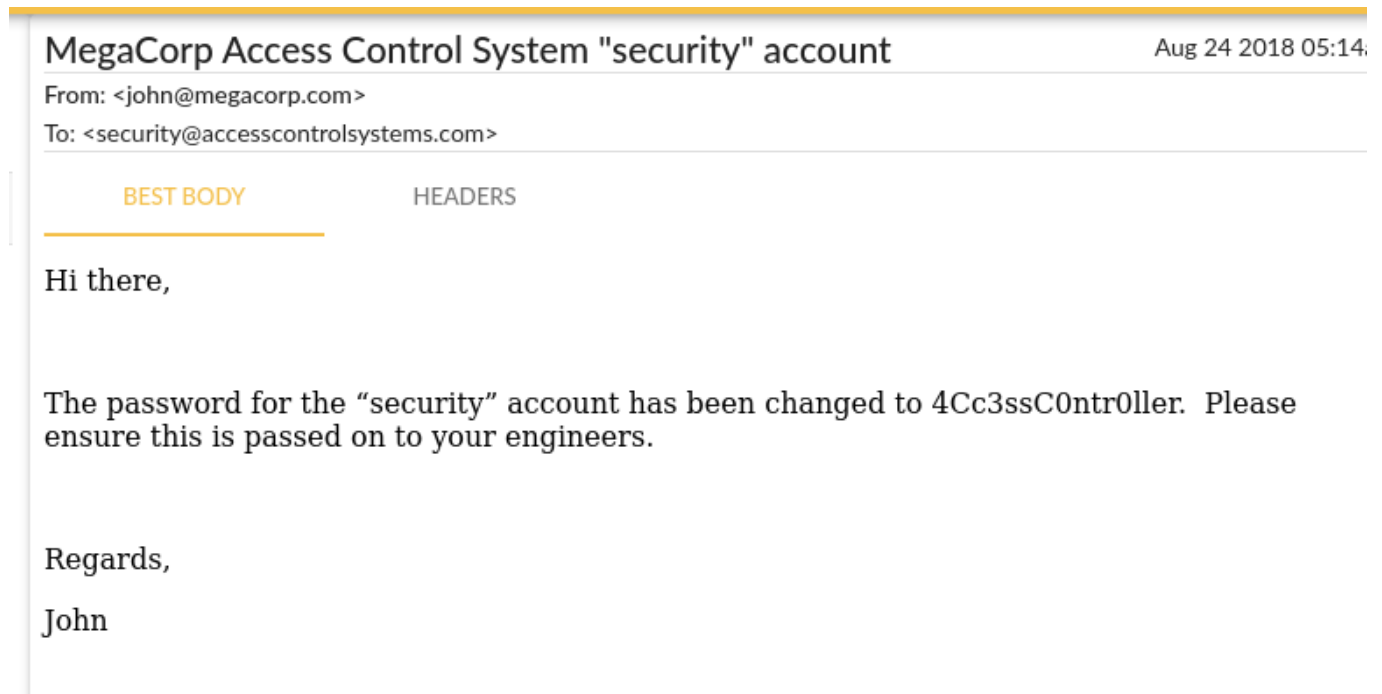 MegaCorp Access Control System "security" account
Aug 24 2018 05:14
From: <john@megacorp.com>
To: <security@accesscontrolsystems.com>
BEST BODY
HEADERS
Hi there,
The password for the “security” account has been changed to 4Cc3ssC0ntr0ller.  Please
ensure this is passed on to your engineers.
Regards,
John